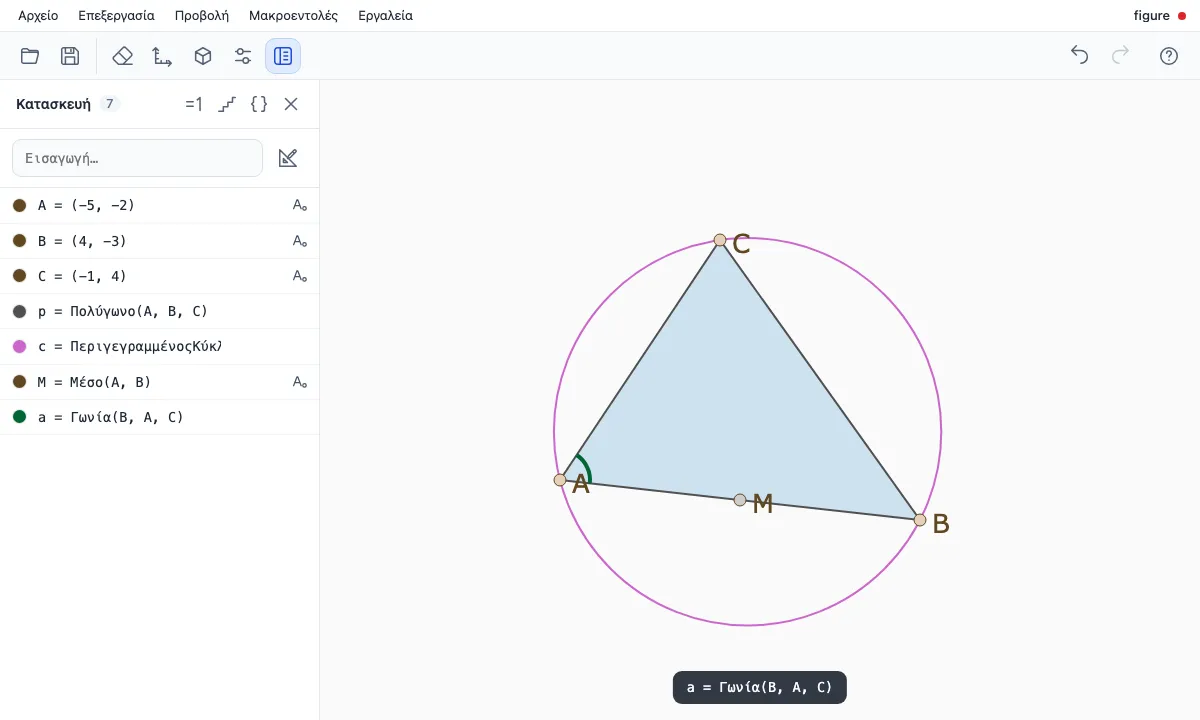 Αρχείο Επεξεργασία Προβολή Μακροεντολές Εργαλεία figure
Κατασκευή 7 =1 {}
Εισαγωγή…
A = (−5, −2)
B = (4, −3)
C = (−1, 4)
p = Πολύγωνο(A, B, C)
c = ΠεριγεγραμμένοςΚύκλ
M = Μέσο(A, B)
a = Γωνία(B, A, C)
C
A
M
B
a = Γωνία(B, A, C)